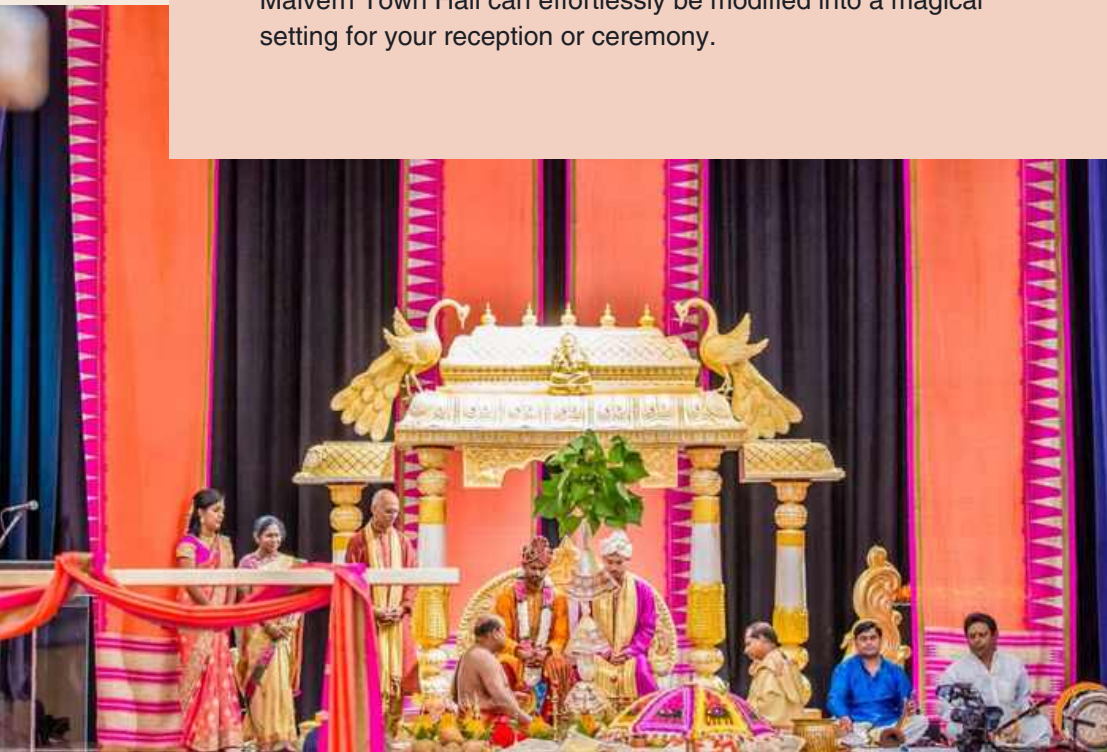 Malvern Town Hall can effortlessly be modified into a magical
setting for your reception or ceremony.